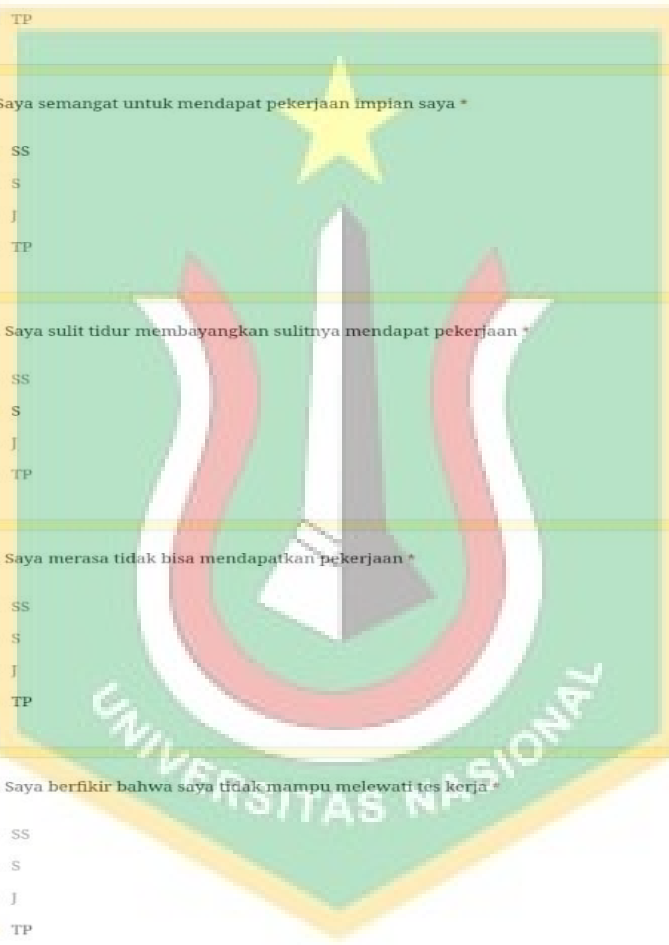 TP
Saya semangat untuk mendapat pekerjaan impian saya *
SS
S
J
TP
Saya sulit tidur membayangkan sulitnya mendapat pekerjaan *
SS
S
J
TP
Saya merasa tidak bisa mendapatkan pekerjaan *
SS
S
J
TP
UNIVERSITAS NASIONAL
Saya berfikir bahwa saya tidak mampu melewati tes kerja *
SS
S
J
TP